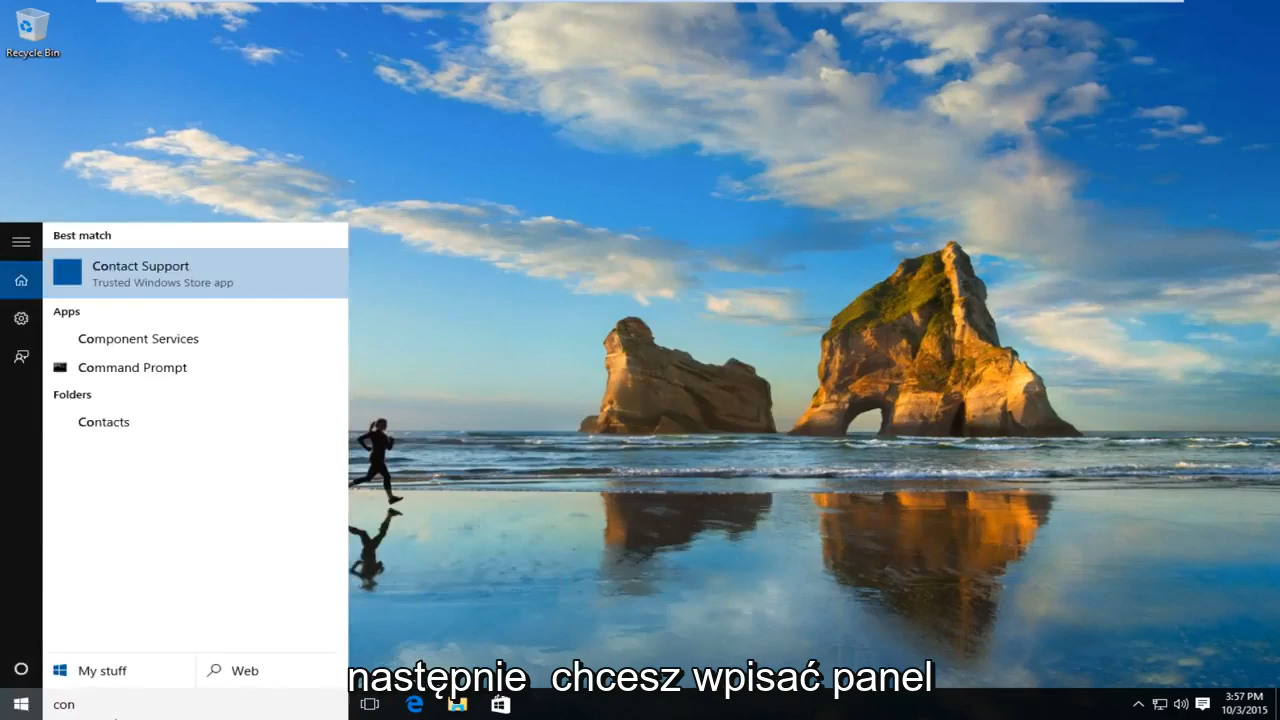 Recycle Bin
Best match
Contact Support
Trusted Windows Store app
Apps
Component Services
Command Prompt
Folders
Contacts
My stuff
Web
con
następnie  chcesz wpisać panel
3:57 PM
10/3/2015